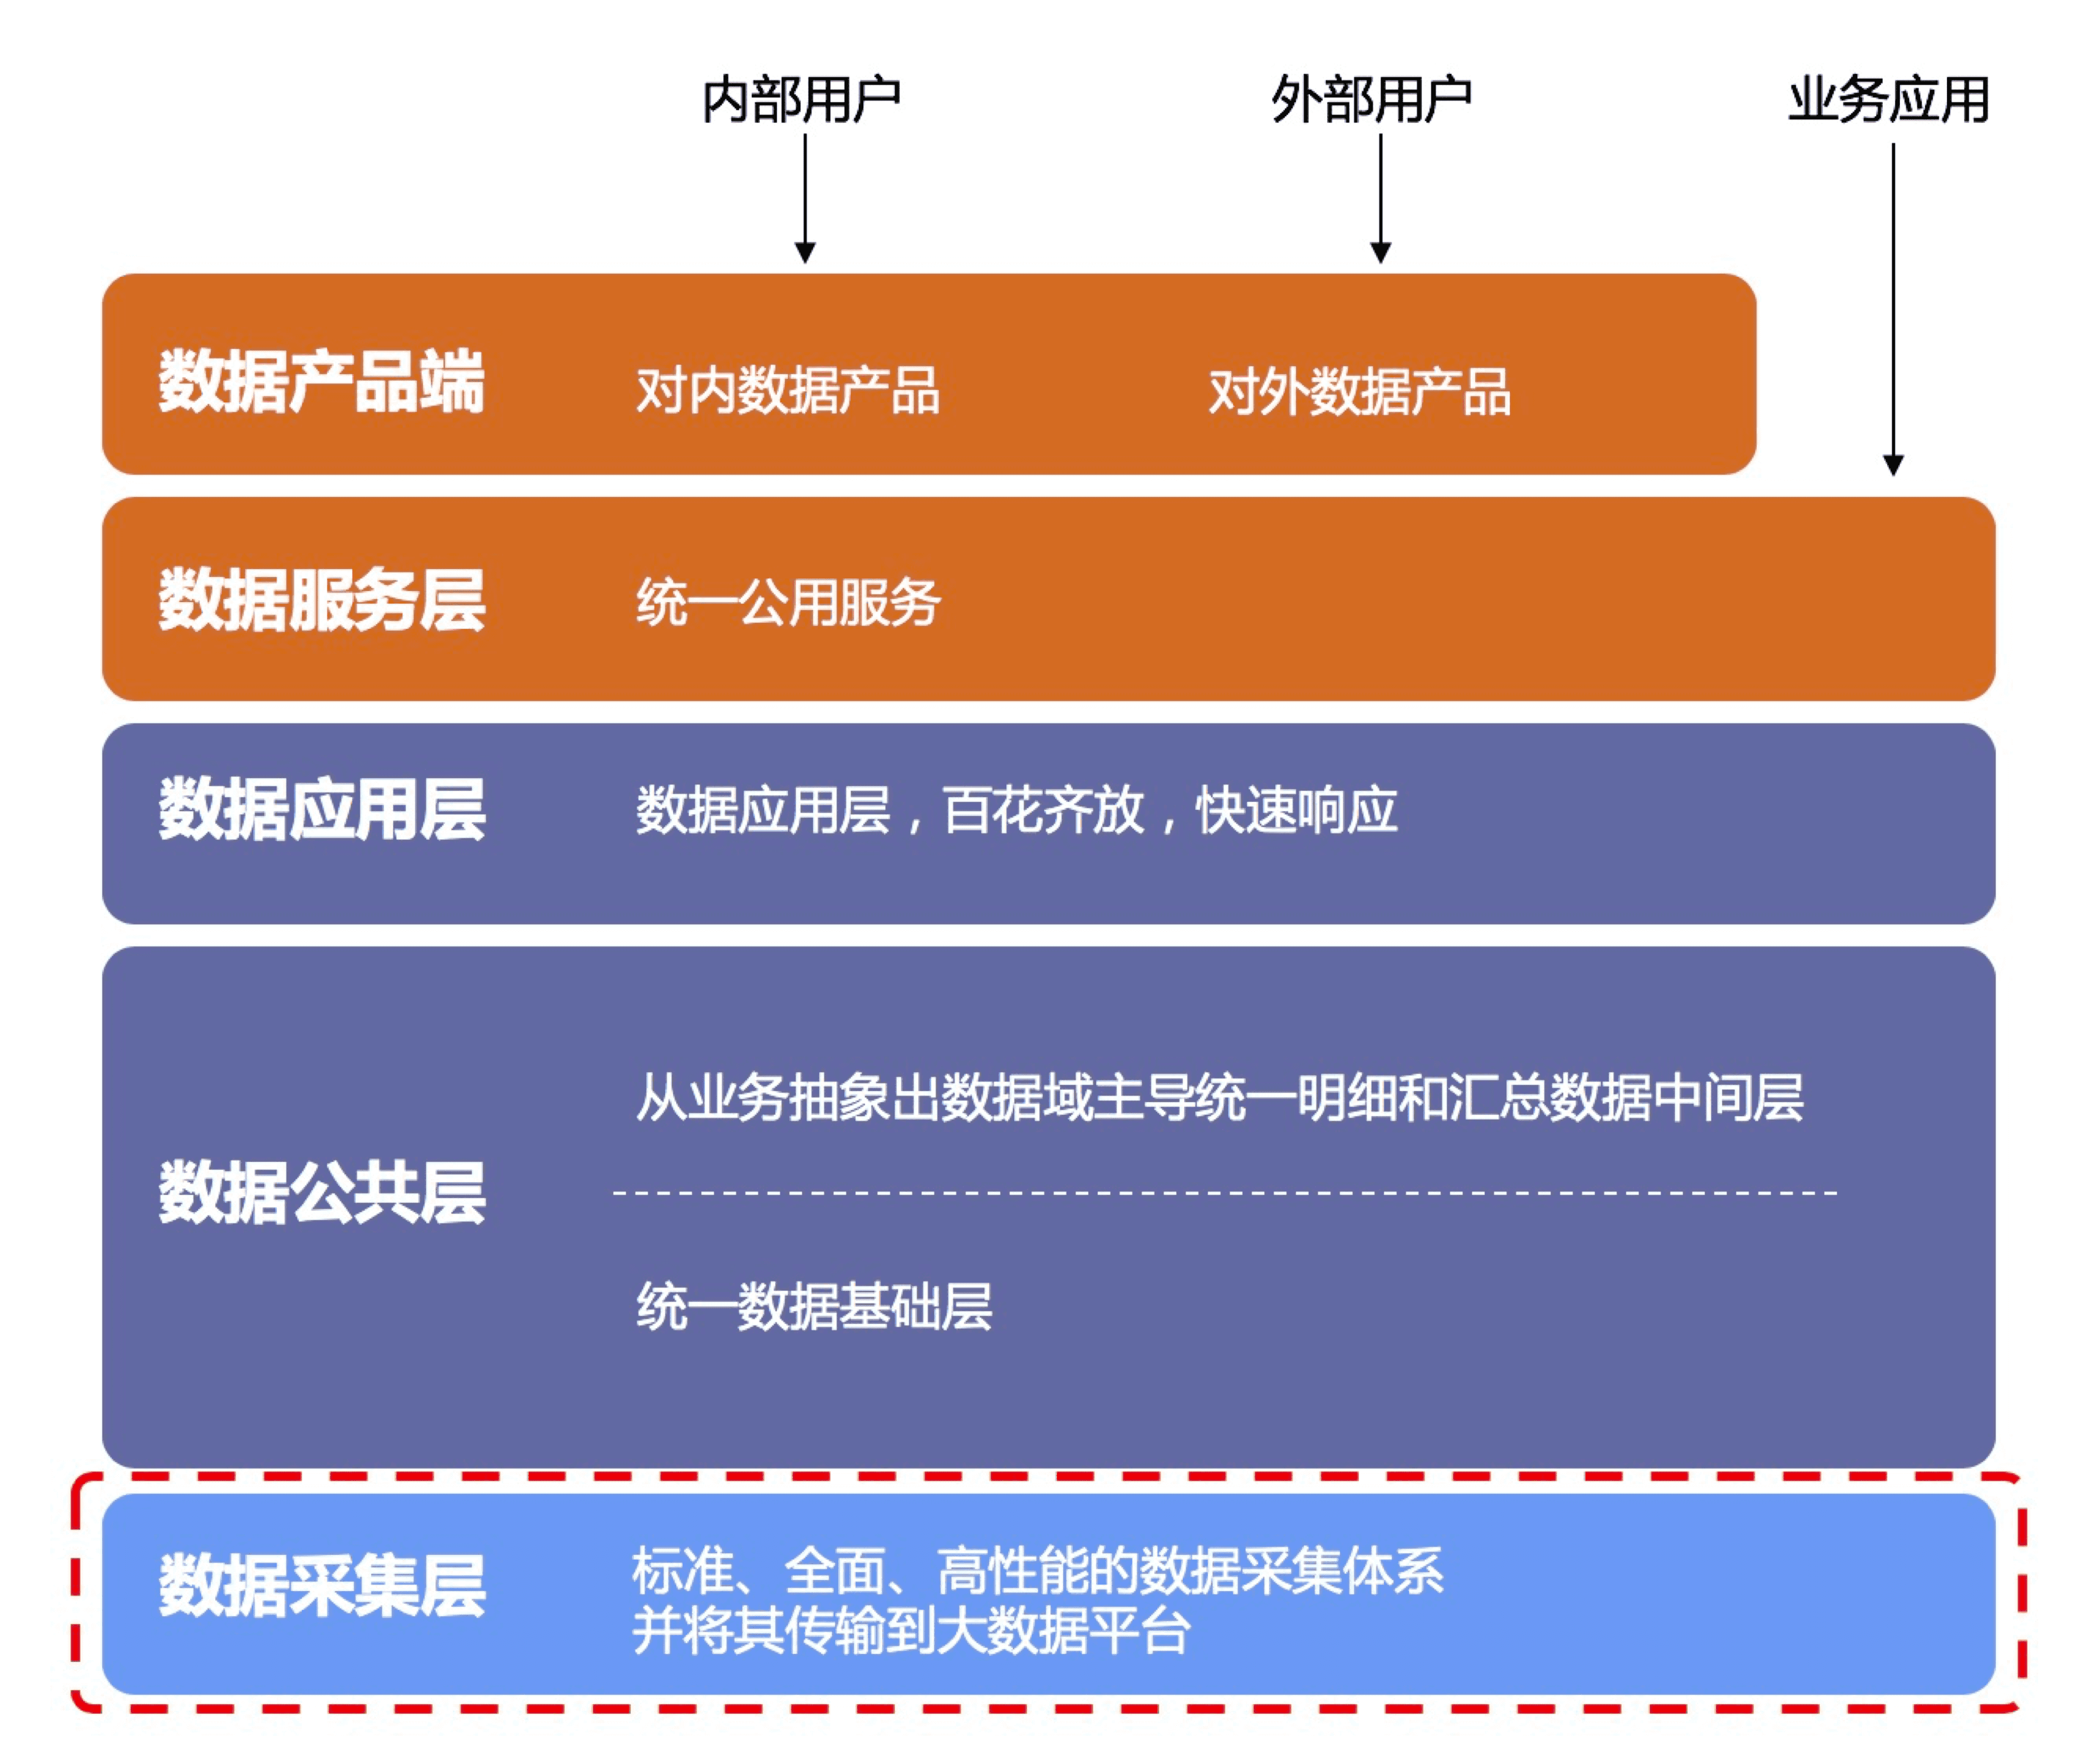 内部用户
外部用户
业务应用
数据产品端
对内数据产品
对外数据产品
数据服务层
统一公用服务
数据应用层
数据应用层，百花齐放，快速响应
数据公共层
从业务抽象出数据域主导统一明细和汇总数据中间层
统一数据基础层
数据采集层
标准、全面、高性能的数据采集体系
并将其传输到大数据平台